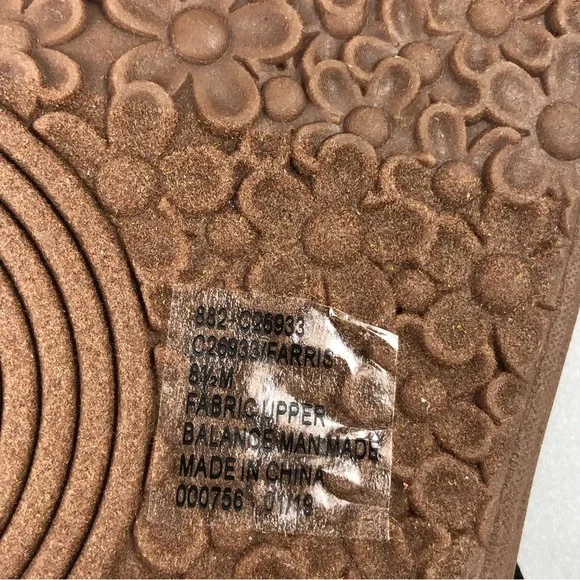 882-C26933
C26933/FARRIS
8½M
FABRIC UPPER
BALANCE MAN MADE
MADE IN CHINA
000756 01/19